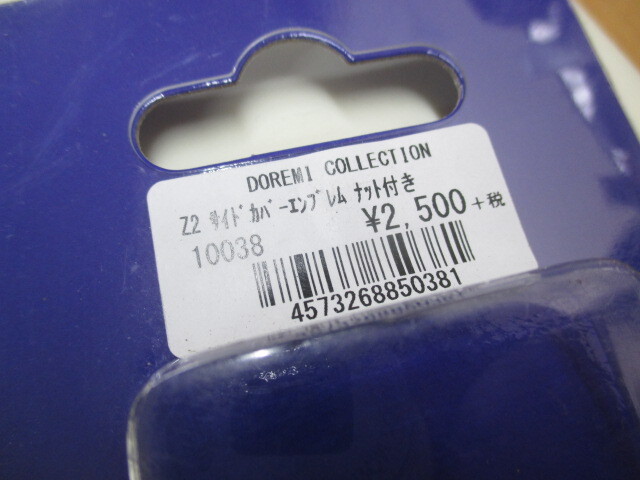 DOREMI COLLECTION
Z2 ｻｲﾄﾞｶﾊﾞｰｴﾝﾌﾞﾚﾑ ﾅｯﾄ付き
10038 ¥2,500+税
4573268850381